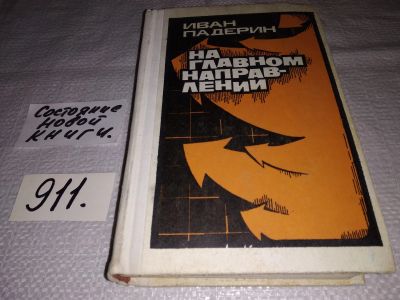 Состояние
новой
книги.
911.
ИВАН
ПАДЕРИН
НА
ГЛАВНОМ
НАПРАВ-
ЛЕНИИ